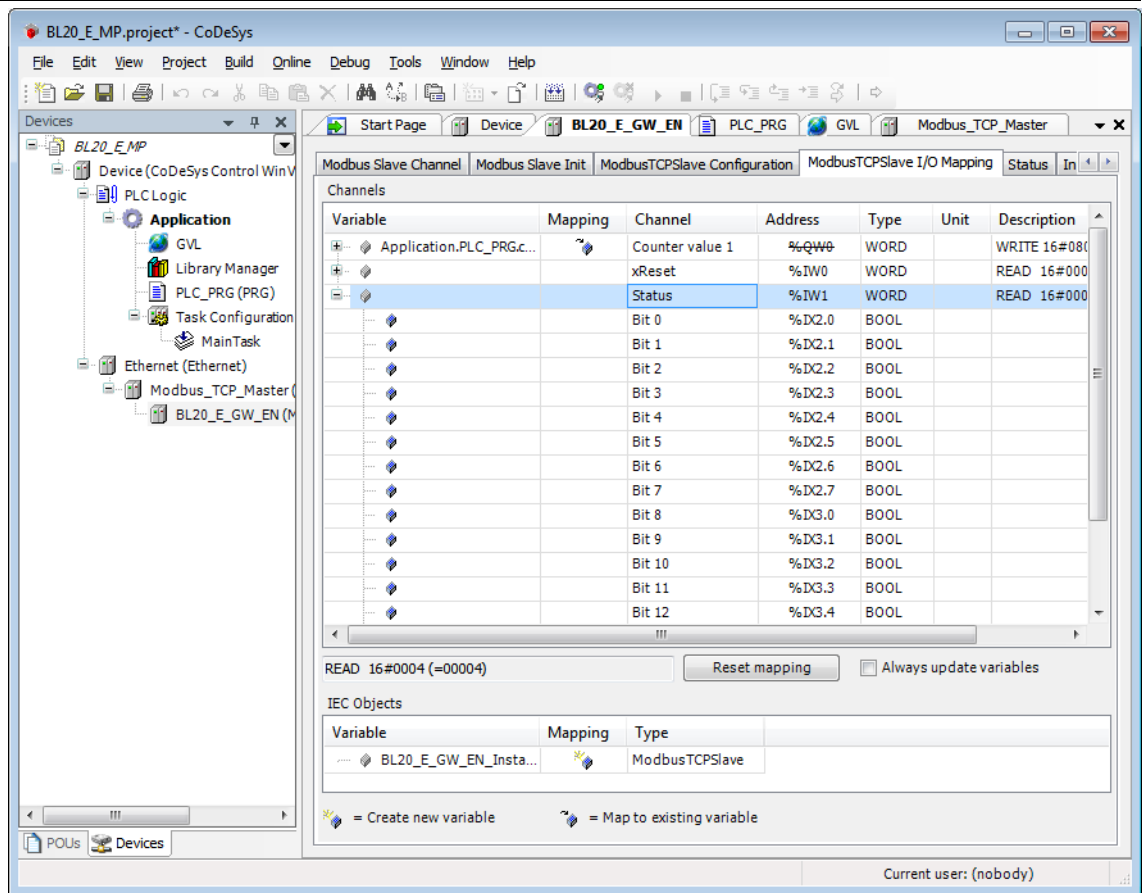 BL20_E_MP.project* - CoDeSys
File Edit View Project Build Online Debug Tools Window Help
Devices
BL20_E_MP
Device (CoDeSys Control Win V
PLC Logic
Application
GVL
Library Manager
PLC_PRG (PRG)
Task Configuration
MainTask
Ethernet (Ethernet)
Modbus_TCP_Master (
BL20_E_GW_EN (M
POUs Devices
Start Page Device BL20_E_GW_EN PLC_PRG GVL Modbus_TCP_Master
Modbus Slave Channel Modbus Slave Init ModbusTCPSlave Configuration ModbusTCPSlave I/O Mapping Status In
Channels
Variable Mapping Channel Address Type Unit Description
Application.PLC_PRG.c... Counter value 1 %QW0 WORD WRITE 16#080
xReset %IW0 WORD READ 16#000
Status %IW1 WORD READ 16#000
Bit 0 %IX2.0 BOOL
Bit 1 %IX2.1 BOOL
Bit 2 %IX2.2 BOOL
Bit 3 %IX2.3 BOOL
Bit 4 %IX2.4 BOOL
Bit 5 %IX2.5 BOOL
Bit 6 %IX2.6 BOOL
Bit 7 %IX2.7 BOOL
Bit 8 %IX3.0 BOOL
Bit 9 %IX3.1 BOOL
Bit 10 %IX3.2 BOOL
Bit 11 %IX3.3 BOOL
Bit 12 %IX3.4 BOOL
READ 16#0004 (=00004) Reset mapping Always update variables
IEC Objects
Variable Mapping Type
BL20_E_GW_EN_Insta... ModbusTCPSlave
= Create new variable = Map to existing variable
Current user: (nobody)